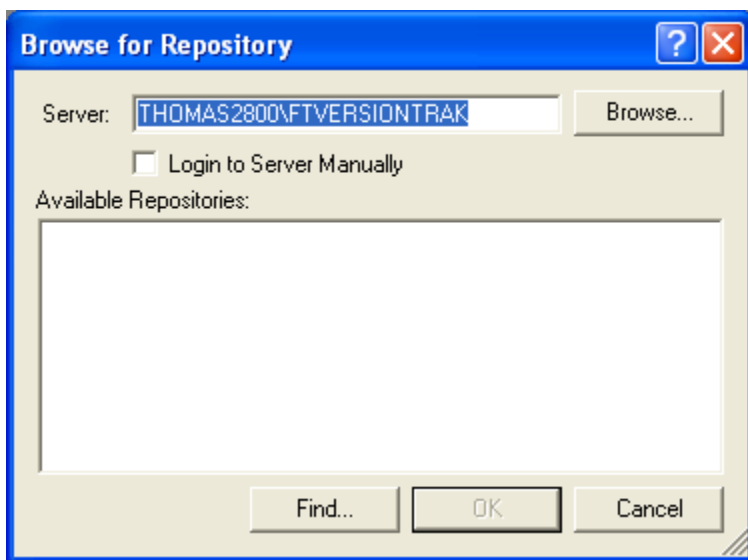 Browse for Repository
Server: THOMAS2800\FTVERSIONTRAK Browse...
Login to Server Manually
Available Repositories:
Find... OK Cancel